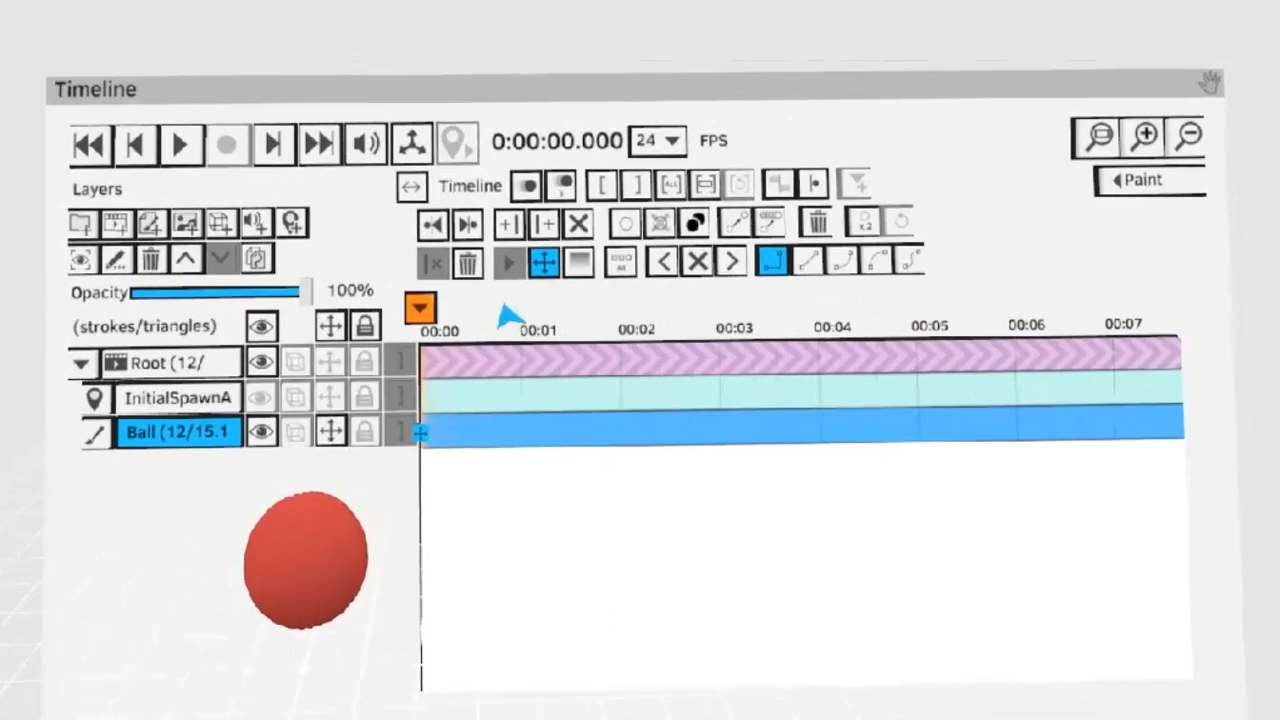 Timeline
0:00:00.000 24 FPS
Paint
Layers
Timeline
Opacity 100%
(strokes/triangles)
00:00 00:01 00:02 00:03 00:04 00:05 00:06 00:07
Root (12/
InitialSpawnA
Ball (12/15.1